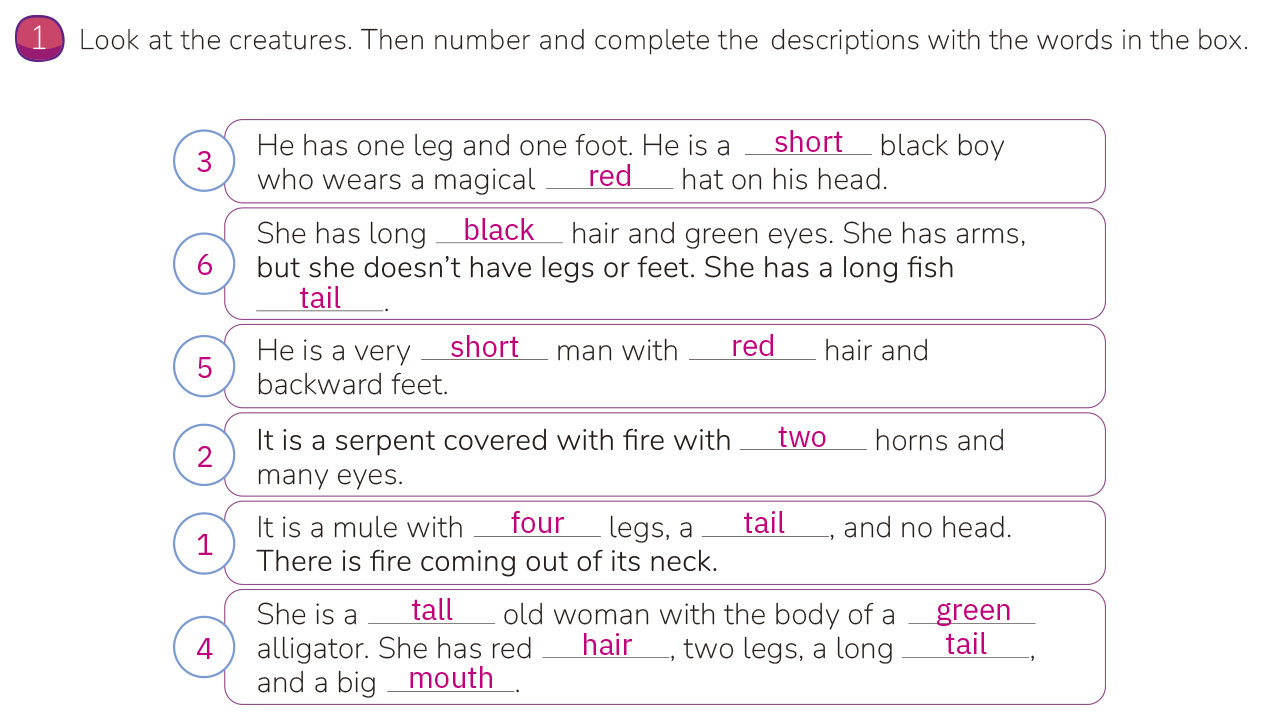 1 Look at the creatures. Then number and complete the descriptions with the words in the box.
3 He has one leg and one foot. He is a short black boy
who wears a magical red hat on his head.
She has long black hair and green eyes. She has arms,
6 but she doesn't have legs or feet. She has a long fish
tail.
5 He is a very short man with red hair and
backward feet.
2 It is a serpent covered with fire with two horns and
many eyes.
1 It is a mule with four legs, a tail, and no head.
There is fire coming out of its neck.
She is a tall old woman with the body of a green
4 alligator. She has red hair, two legs, a long tail,
and a big mouth.